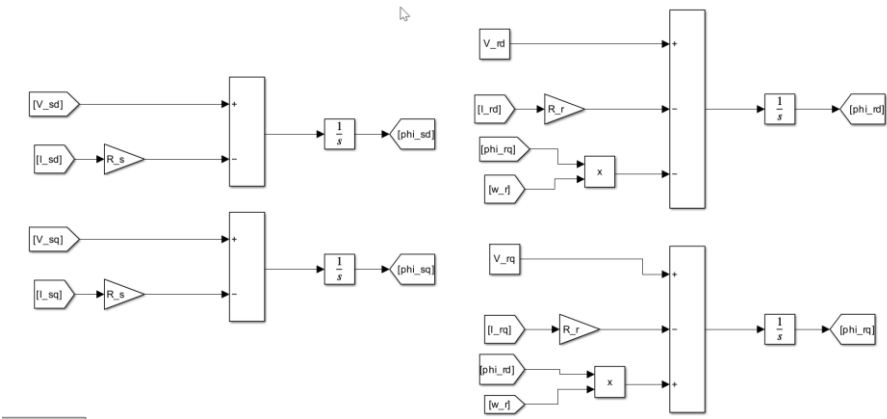 [V_sd]
+
1
s
[phi_sd]
[I_sd]
R_s
−
[V_sq]
+
1
s
[phi_sq]
[I_sq]
R_s
−
V_rd
+
[I_rd]
R_r
−
1
s
[phi_rd]
[phi_rq]
x
−
[w_r]
V_rq
+
[I_rq]
R_r
−
1
s
[phi_rq]
[phi_rd]
x
+
[w_r]